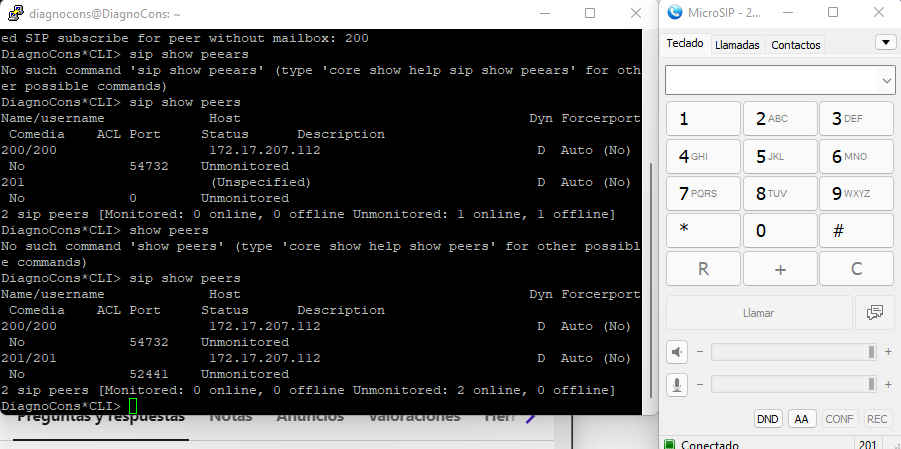 diagnocons@DiagnoCons: ~
ed SIP subscribe for peer without mailbox: 200
DiagnoCons*CLI> sip show peears
No such command 'sip show peears' (type 'core show help sip show peears' for oth
er possible commands)
DiagnoCons*CLI> sip show peers
Name/username Host Dyn Forcerport
Comedia ACL Port Status Description
200/200 172.17.207.112 D Auto (No)
No 54732 Unmonitored
201 (Unspecified) D Auto (No)
No 0 Unmonitored
2 sip peers [Monitored: 0 online, 0 offline Unmonitored: 1 online, 1 offline]
DiagnoCons*CLI> show peers
No such command 'show peers' (type 'core show help show peers' for other possibl
e commands)
DiagnoCons*CLI> sip show peers
Name/username Host Dyn Forcerport
Comedia ACL Port Status Description
200/200 172.17.207.112 D Auto (No)
No 54732 Unmonitored
201/201 172.17.207.112 D Auto (No)
No 52441 Unmonitored
2 sip peers [Monitored: 0 online, 0 offline Unmonitored: 2 online, 0 offline]
DiagnoCons*CLI>
Preguntas y respuestas Notas Anuncios Valoraciones
MicroSIP - 2...
Teclado Llamadas Contactos
1 2 ABC 3 DEF
4 GHI 5 JKL 6 MNO
7 PQRS 8 TUV 9 WXYZ
* 0 #
R + C
Llamar
- +
- +
DND AA CONF REC
Conectado 201